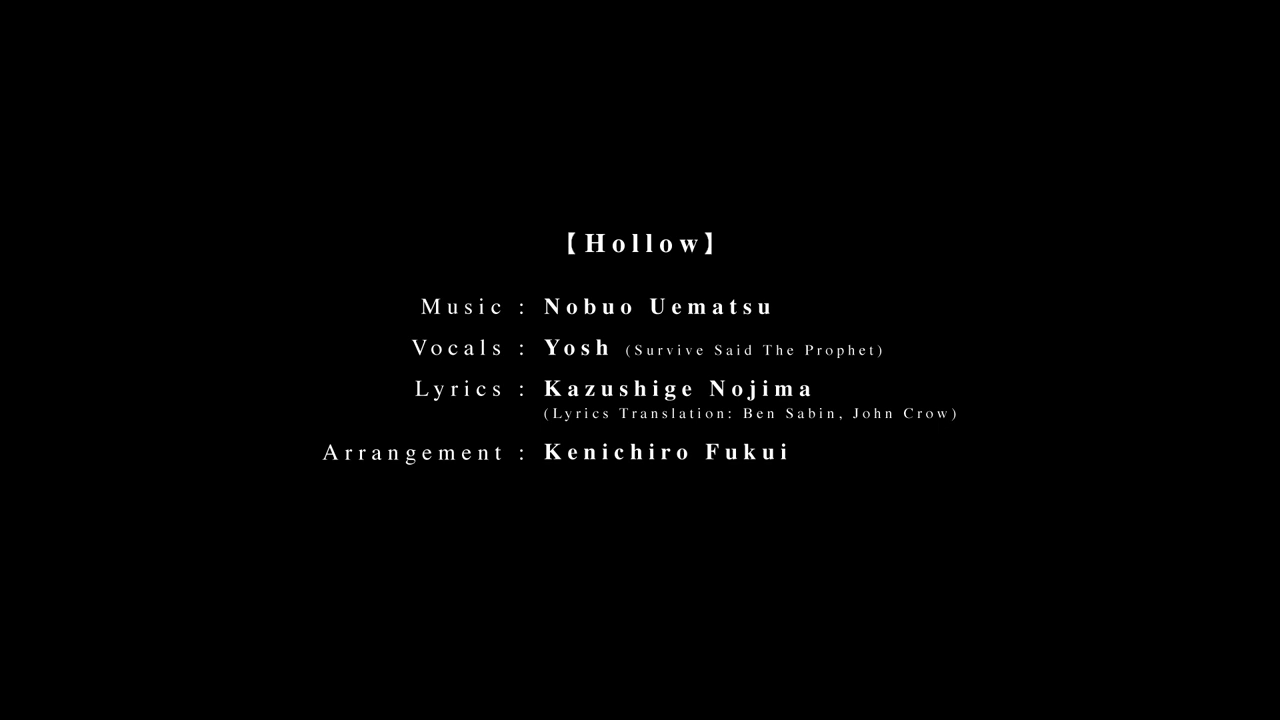 【Hollow】
Music : Nobuo Uematsu
Vocals : Yosh (Survive Said The Prophet)
Lyrics : Kazushige Nojima
(Lyrics Translation: Ben Sabin, John Crow)
Arrangement : Kenichiro Fukui